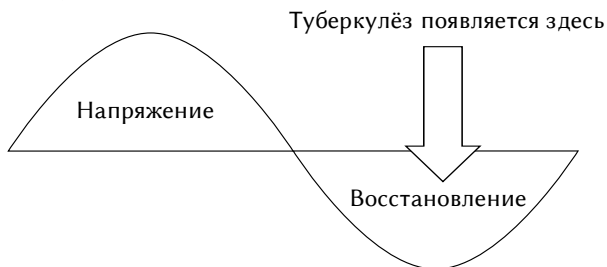 Туберкулёз появляется здесь
Напряжение
Восстановление